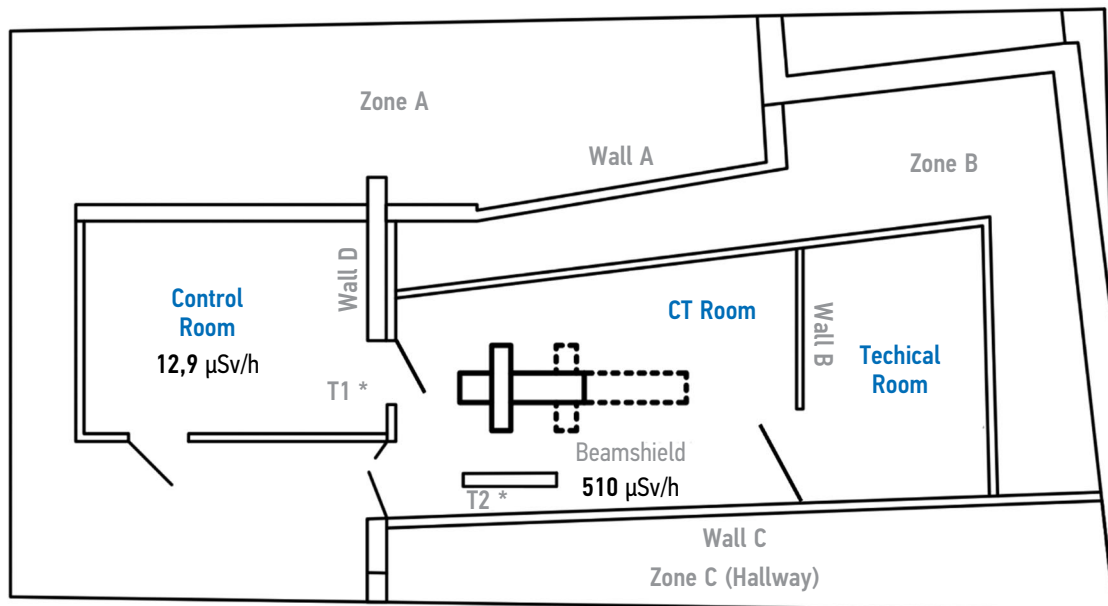 Zone A
Wall A
Zone B
Wall D
Control
Room
12,9 µSv/h
CT Room
Wall B
Techical
Room
T1 *
Beamshield
T2 *
510 µSv/h
Wall C
Zone C (Hallway)